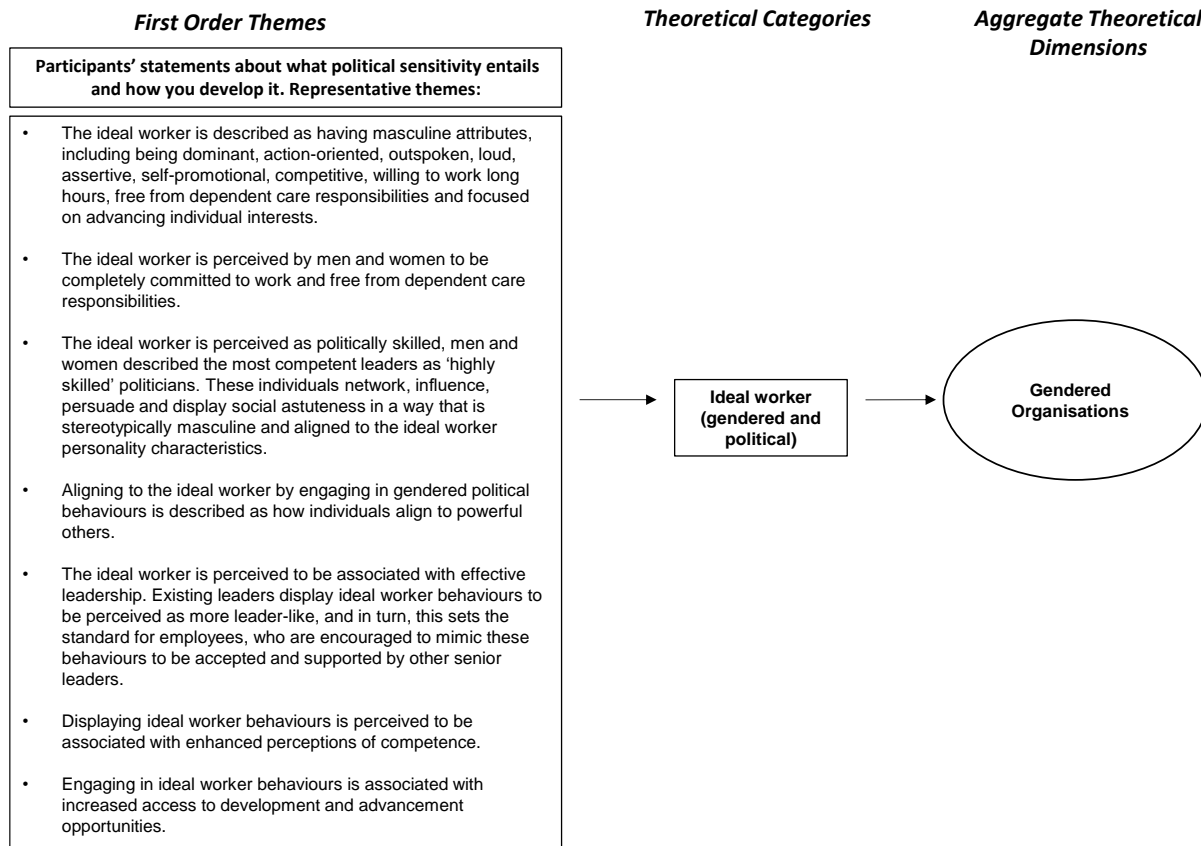 First Order Themes
Theoretical Categories
Aggregate Theoretical
Dimensions
Participants’ statements about what political sensitivity entails
and how you develop it. Representative themes:
• The ideal worker is described as having masculine attributes,
including being dominant, action-oriented, outspoken, loud,
assertive, self-promotional, competitive, willing to work long
hours, free from dependent care responsibilities and focused
on advancing individual interests.
• The ideal worker is perceived by men and women to be
completely committed to work and free from dependent care
responsibilities.
• The ideal worker is perceived as politically skilled, men and
women described the most competent leaders as ‘highly
skilled’ politicians. These individuals network, influence,
persuade and display social astuteness in a way that is
stereotypically masculine and aligned to the ideal worker
personality characteristics.
• Aligning to the ideal worker by engaging in gendered political
behaviours is described as how individuals align to powerful
others.
• The ideal worker is perceived to be associated with effective
leadership. Existing leaders display ideal worker behaviours to
be perceived as more leader-like, and in turn, this sets the
standard for employees, who are encouraged to mimic these
behaviours to be accepted and supported by other senior
leaders.
• Displaying ideal worker behaviours is perceived to be
associated with enhanced perceptions of competence.
• Engaging in ideal worker behaviours is associated with
increased access to development and advancement
opportunities.
Ideal worker
(gendered and
political)
Gendered
Organisations